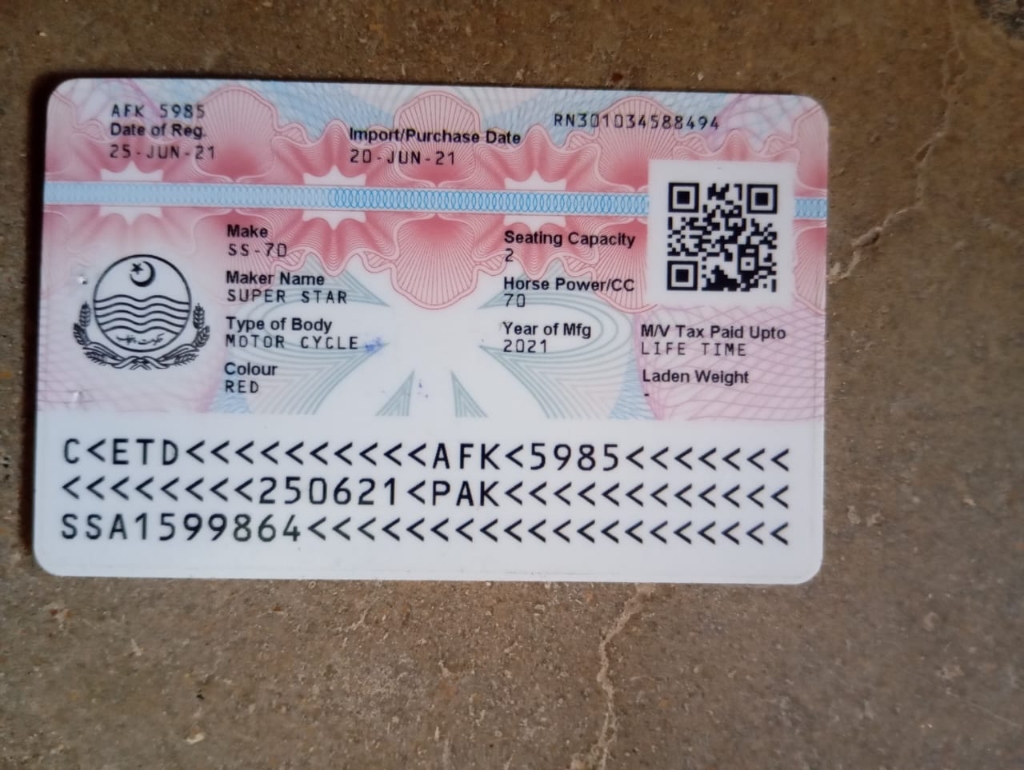 AFK 5985
Date of Reg.
25-JUN-21
Import/Purchase Date
20-JUN-21
RN301034588494
Make
SS-70
Maker Name
SUPER STAR
Type of Body
MOTOR CYCLE
Colour
RED
Seating Capacity
2
Horse Power/CC
70
Year of Mfg
2021
M/V Tax Paid Upto
LIFE TIME
Laden Weight
-
C<ETD<<<<<<<<<<AFK<5985<<<<<<<
<<<<<<<<250621<PAK<<<<<<<<<<<<
SSA1599864<<<<<<<<<<<<<<<<<<<<